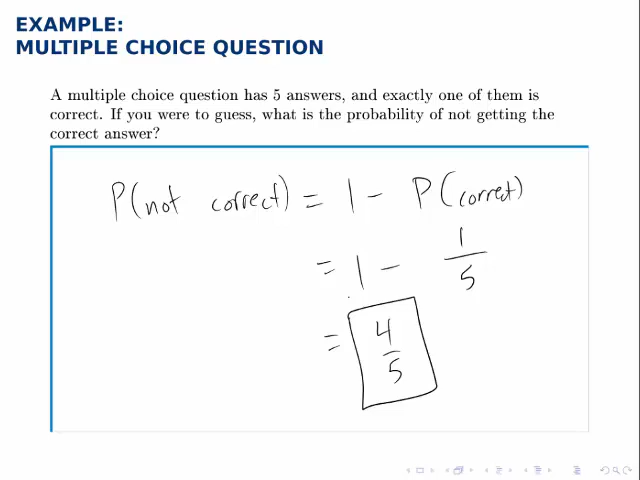 EXAMPLE:
MULTIPLE CHOICE QUESTION
A multiple choice question has 5 answers, and exactly one of them is
correct. If you were to guess, what is the probability of not getting the
correct answer?
P(not correct) = 1 - P(correct)
= 1 - 1/5
= 4/5